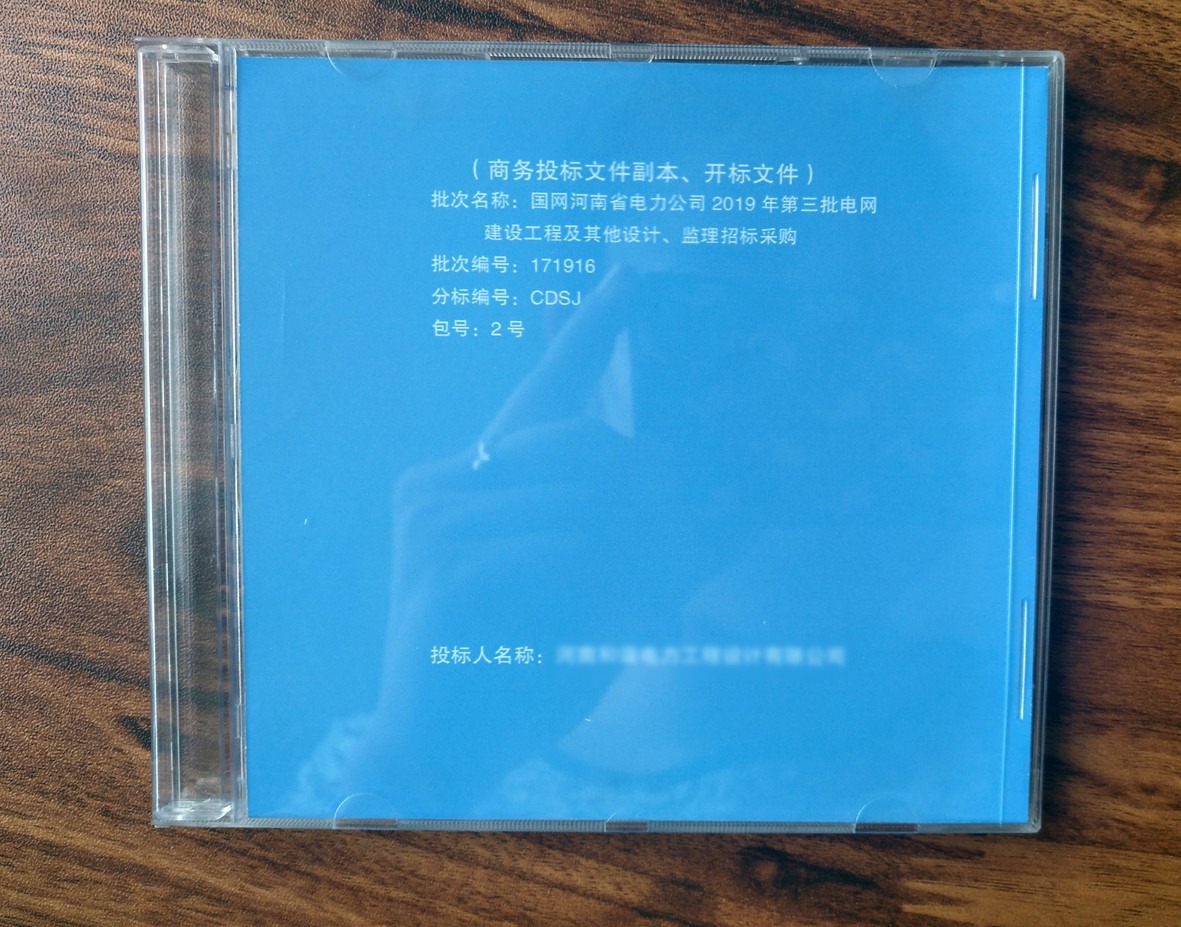 （商务投标文件副本、开标文件）
批次名称：国网河南省电力公司 2019 年第三批电网
建设工程及其他设计、监理招标采购
批次编号：171916
分标编号：CDSJ
包号：2 号
投标人名称：